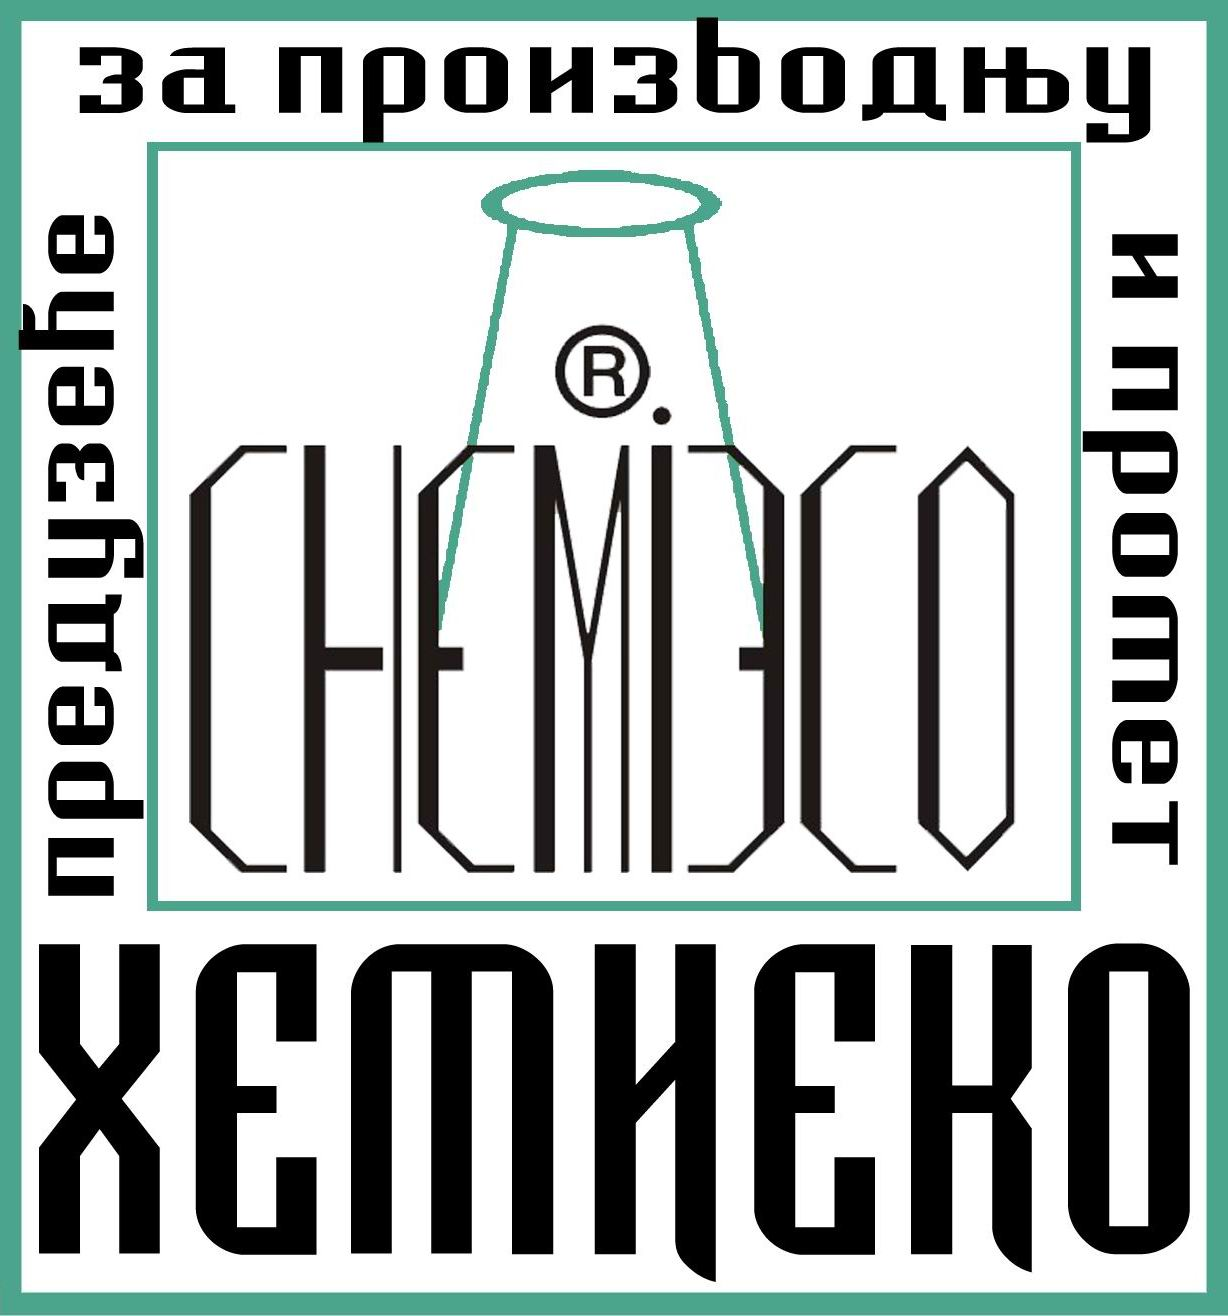 предузеће
за производњу
и промет
®.
CHEMIECO
ХЕМИЕКО